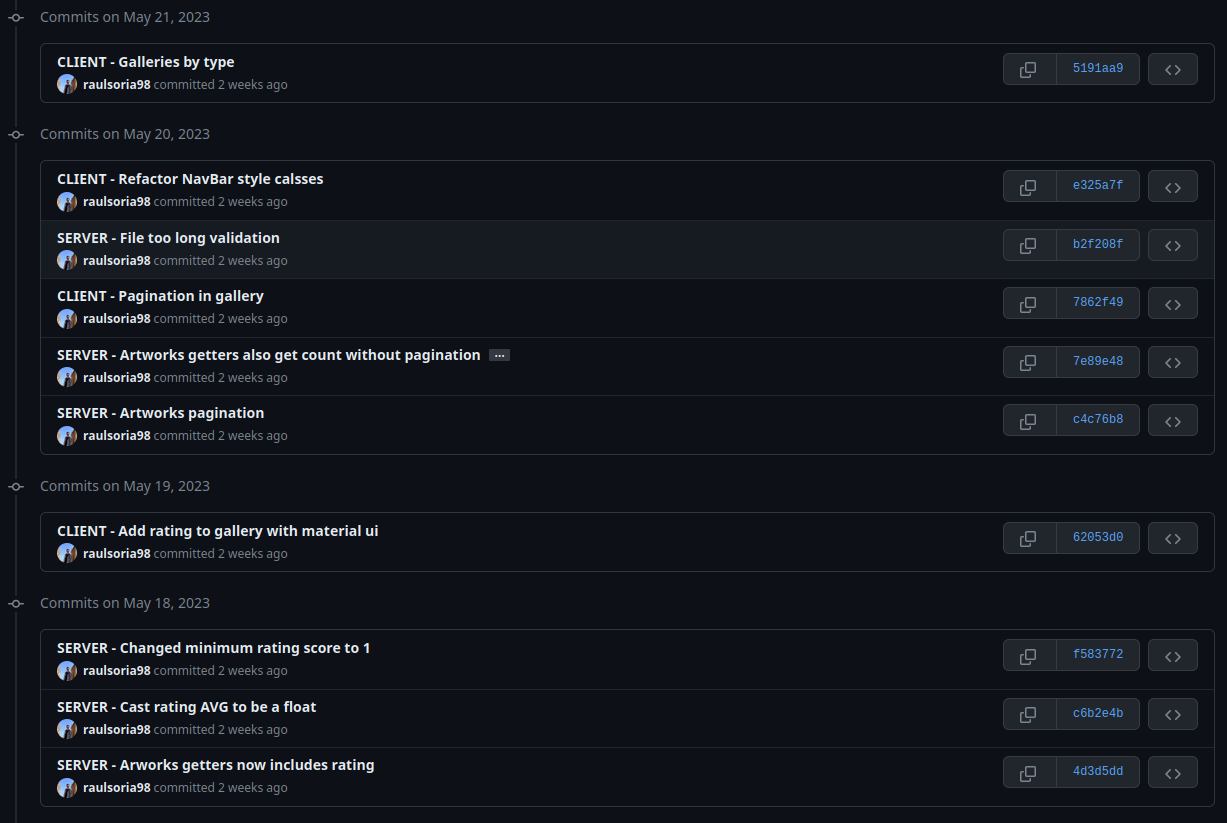 Commits on May 21, 2023
CLIENT - Galleries by type
5191aa9
raulsoria98 committed 2 weeks ago
Commits on May 20, 2023
CLIENT - Refactor NavBar style calsses
e325a7f
raulsoria98 committed 2 weeks ago
SERVER - File too long validation
b2f208f
raulsoria98 committed 2 weeks ago
CLIENT - Pagination in gallery
7862f49
raulsoria98 committed 2 weeks ago
SERVER - Artworks getters also get count without pagination ...
7e89e48
raulsoria98 committed 2 weeks ago
SERVER - Artworks pagination
c4c76b8
raulsoria98 committed 2 weeks ago
Commits on May 19, 2023
CLIENT - Add rating to gallery with material ui
62053d0
raulsoria98 committed 2 weeks ago
Commits on May 18, 2023
SERVER - Changed minimum rating score to 1
f583772
raulsoria98 committed 2 weeks ago
SERVER - Cast rating AVG to be a float
c6b2e4b
raulsoria98 committed 2 weeks ago
SERVER - Arworks getters now includes rating
4d3d5dd
raulsoria98 committed 2 weeks ago